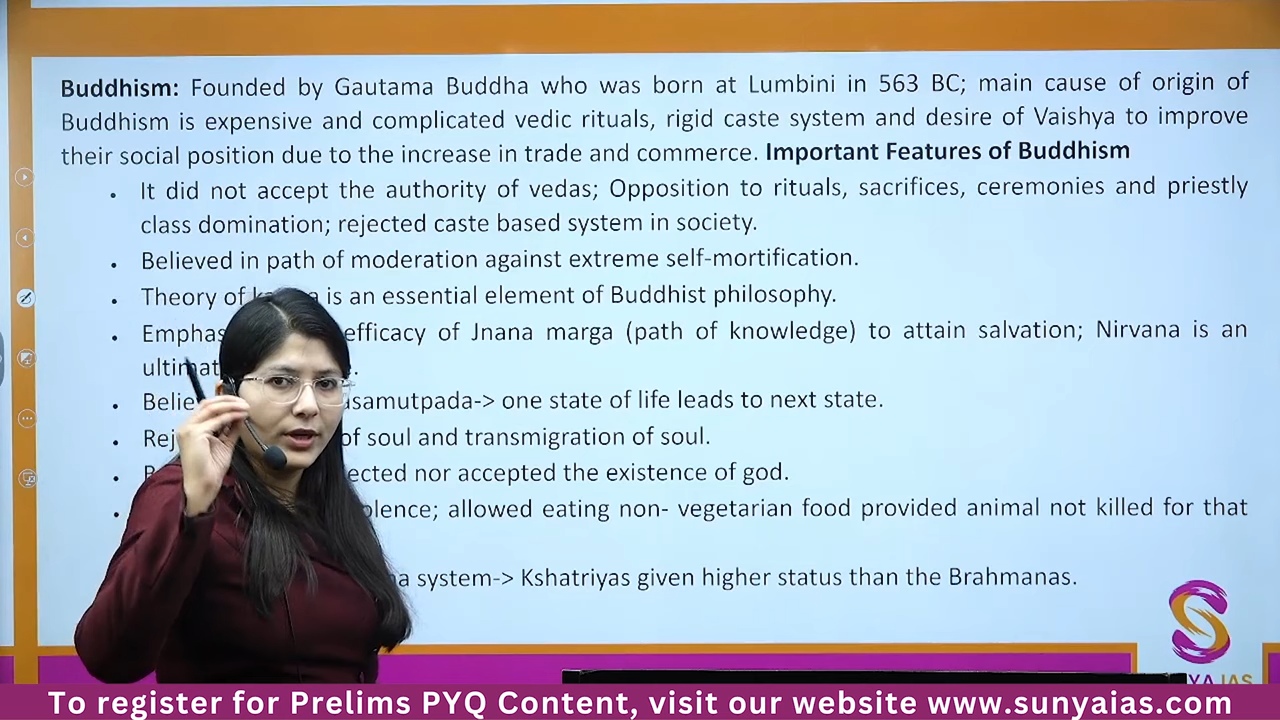 Buddhism: Founded by Gautama Buddha who was born at Lumbini in 563 BC; main cause of origin of
Buddhism is expensive and complicated vedic rituals, rigid caste system and desire of Vaishya to improve
their social position due to the increase in trade and commerce. Important Features of Buddhism
• It did not accept the authority of vedas; Opposition to rituals, sacrifices, ceremonies and priestly
class domination; rejected caste based system in society.
• Believed in path of moderation against extreme self-mortification.
• Theory of is an essential element of Buddhist philosophy.
• efficacy of Jnana marga (path of knowledge) to attain salvation; Nirvana is an
• one state of life leads to next state.
• of soul and transmigration of soul.
• nor accepted the existence of god.
• allowed eating non- vegetarian food provided animal not killed for that
system-> Kshatriyas given higher status than the Brahmanas.
To register for Prelims PYQ Content, visit our website www.sunyaias.com